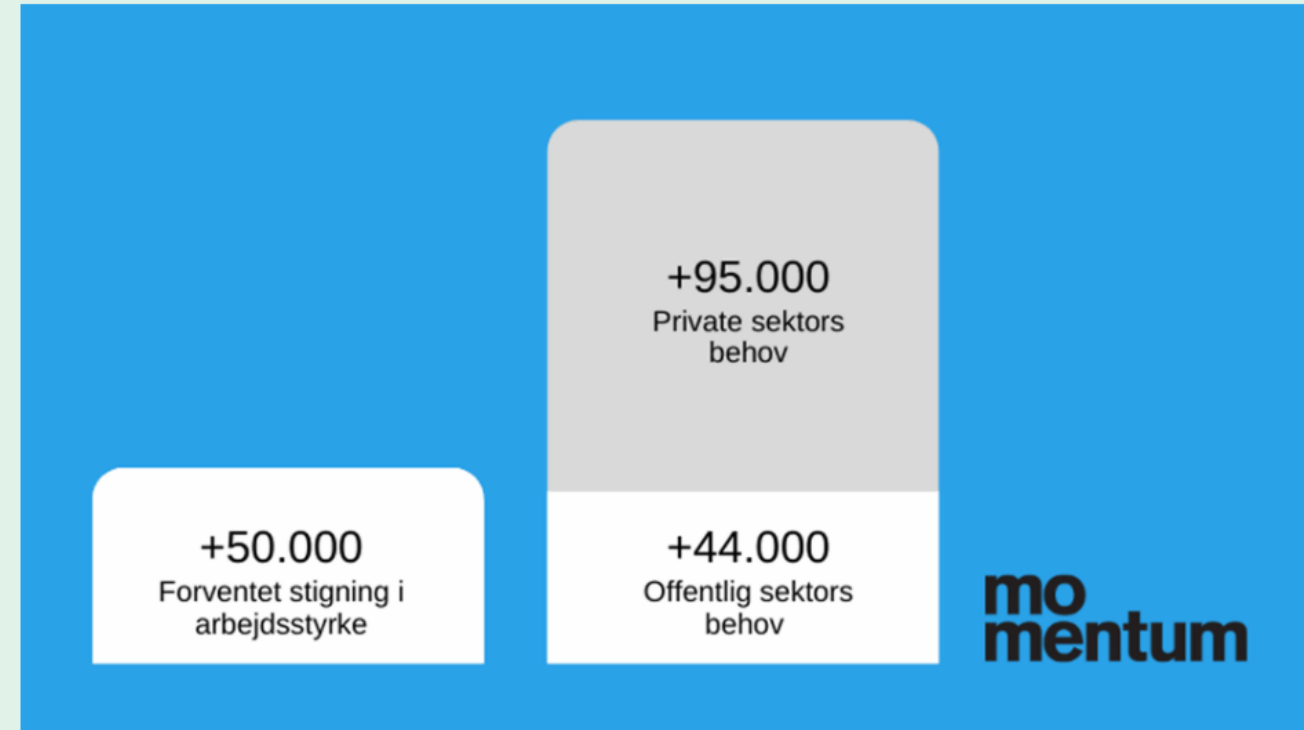 +95.000
Private sektors
behov
+50.000
Forventet stigning i
arbejdsstyrke
+44.000
Offentlig sektors
behov
mo
mentum